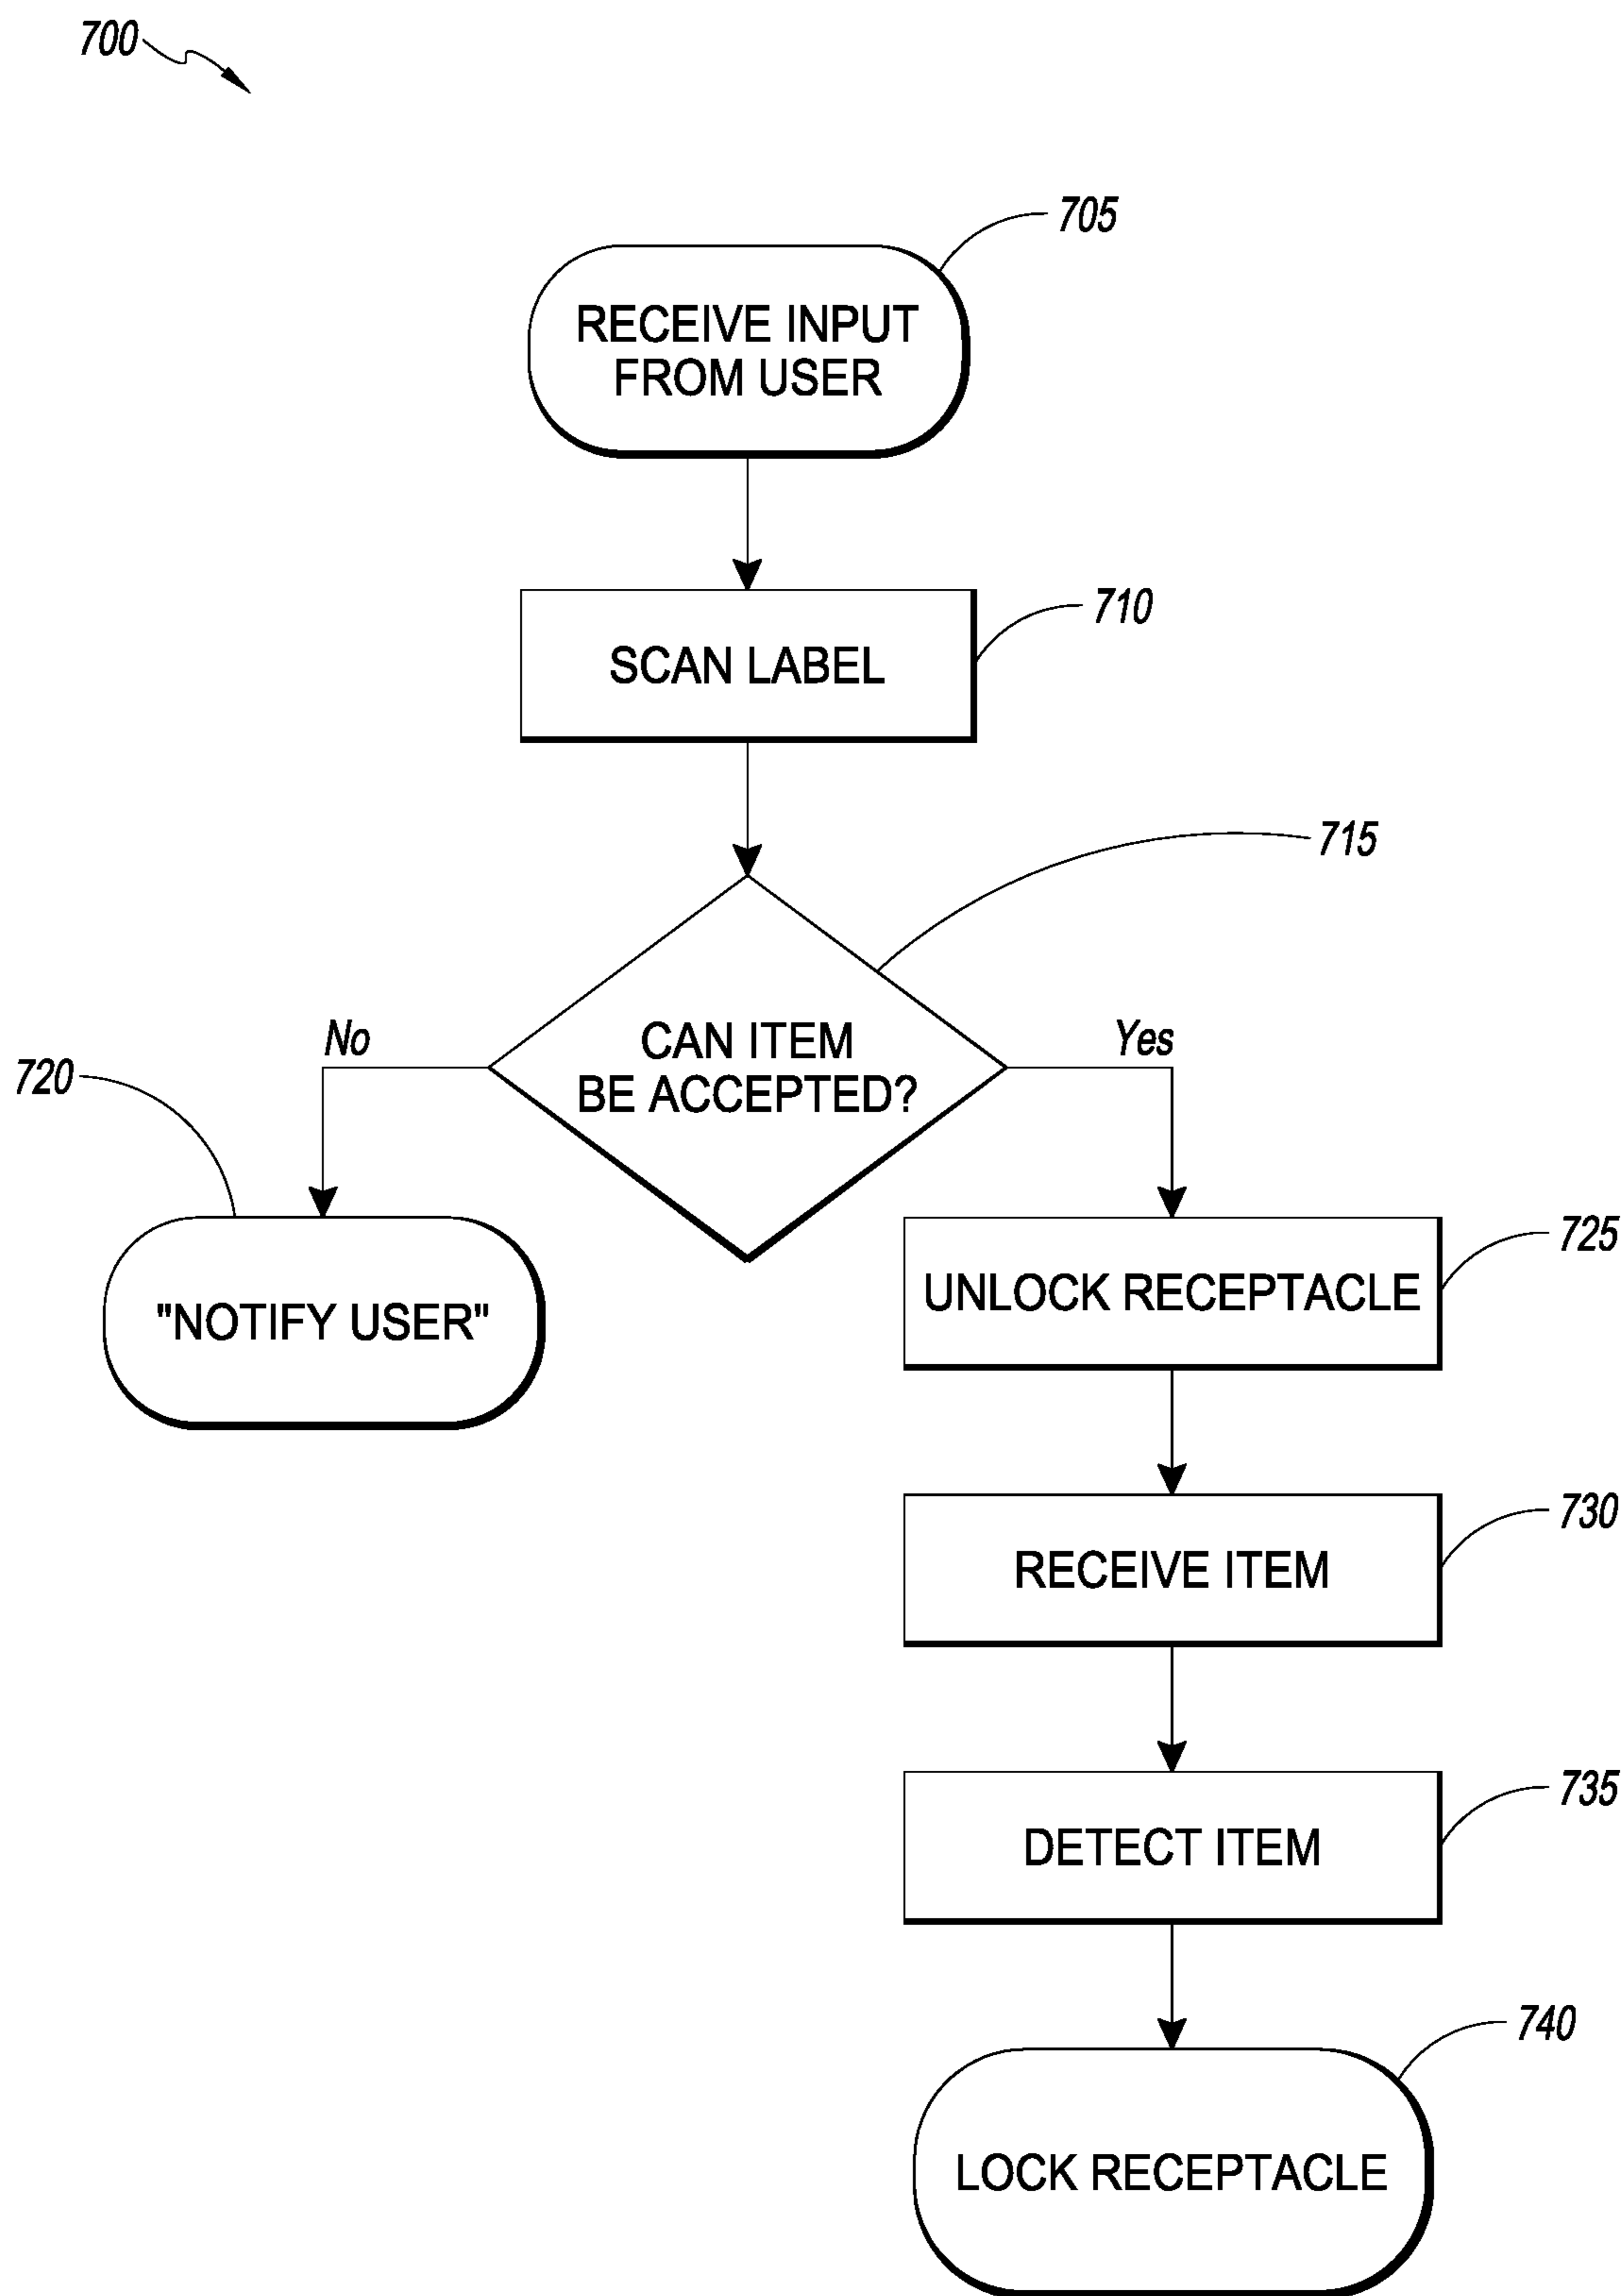 700
705
RECEIVE INPUT
FROM USER
710
SCAN LABEL
715
CAN ITEM
BE ACCEPTED?
No
Yes
720
"NOTIFY USER"
725
UNLOCK RECEPTACLE
730
RECEIVE ITEM
735
DETECT ITEM
740
LOCK RECEPTACLE